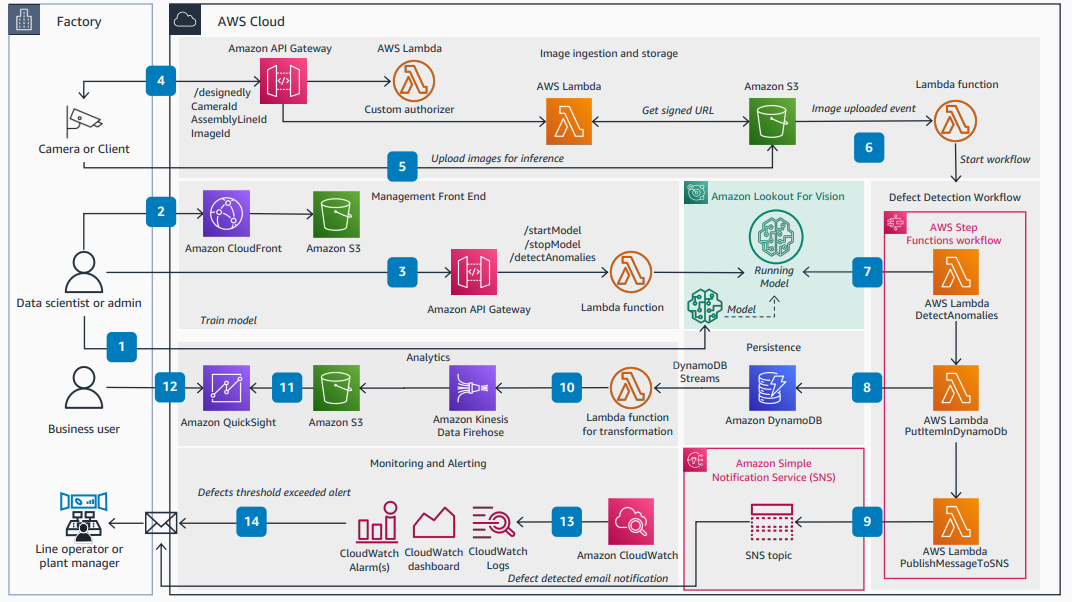 Factory
AWS Cloud
Amazon API Gateway
AWS Lambda
Image ingestion and storage
4
/designedly
CameraId
AssemblyLineId
ImageId
Custom authorizer
AWS Lambda
Get signed URL
Amazon S3
Image uploaded event
Lambda function
Camera or Client
5
Upload images for inference
6
Start workflow
2
Management Front End
Amazon CloudFront
Amazon S3
Amazon Lookout For Vision
Defect Detection Workflow
AWS Step
Functions workflow
/startModel
/stopModel
/detectAnomalies
3
Running
Model
7
Data scientist or admin
Amazon API Gateway
Lambda function
Model
AWS Lambda
DetectAnomalies
Train model
1
Analytics
Persistence
DynamoDB
Streams
12
11
10
8
Business user
Amazon QuickSight
Amazon S3
Amazon Kinesis
Data Firehose
Lambda function
for transformation
Amazon DynamoDB
AWS Lambda
PutItemInDynamoDb
Monitoring and Alerting
Amazon Simple
Notification Service (SNS)
Defects threshold exceeded alert
14
13
9
Line operator or
plant manager
CloudWatch
Alarm(s)
CloudWatch
dashboard
CloudWatch
Logs
Amazon CloudWatch
SNS topic
AWS Lambda
PublishMessageToSNS
Defect detected email notification